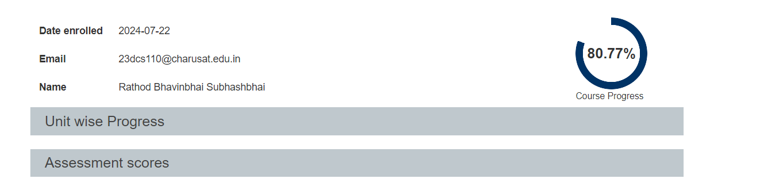 Date enrolled 2024-07-22
Email 23dcs110@charusat.edu.in
Name Rathod Bhavinbhai Subhashbhai
80.77%
Course Progress
Unit wise Progress
Assessment scores